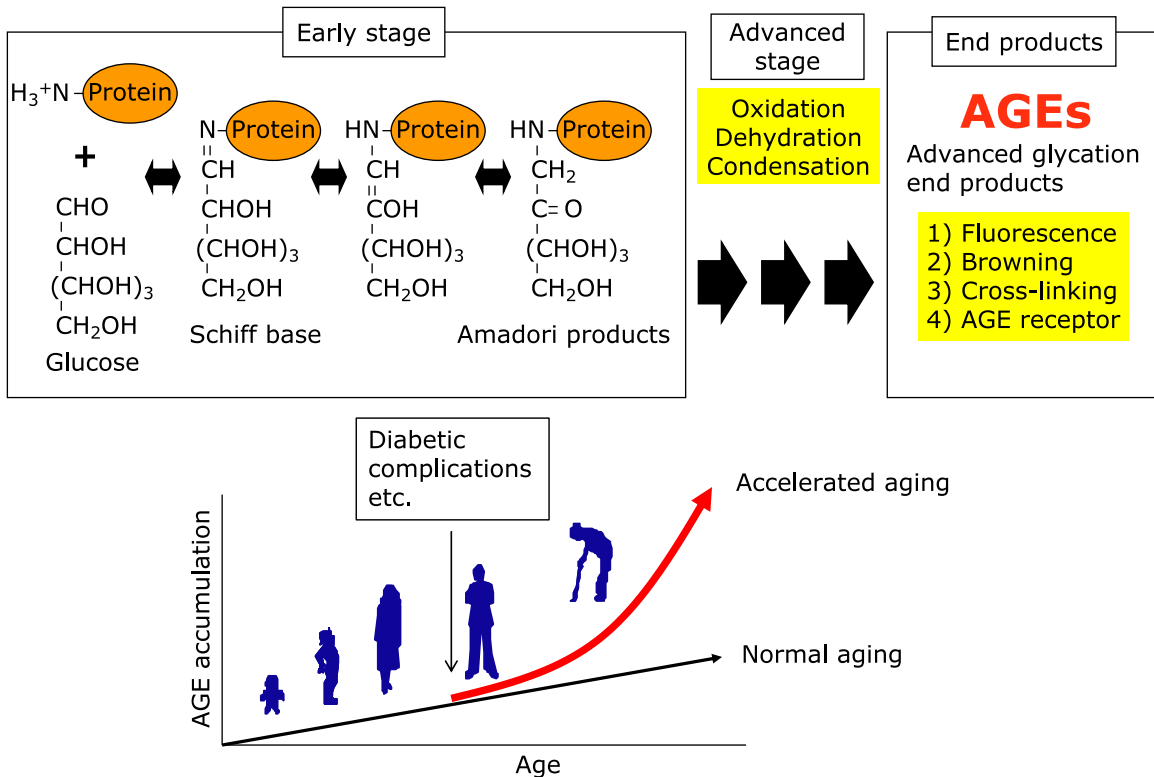 Early stage
H3+N
Protein
+
CHO
CHOH
(CHOH)3
CH2OH
Glucose
N
Protein
CH
CHOH
(CHOH)3
CH2OH
Schiff base
HN
Protein
CH
COH
(CHOH)3
CH2OH
HN
Protein
CH2
C=O
(CHOH)3
CH2OH
Amadori products
Advanced
stage
Oxidation
Dehydration
Condensation
End products
AGEs
Advanced glycation
end products
1) Fluorescence
2) Browning
3) Cross-linking
4) AGE receptor
Diabetic
complications
etc.
AGE accumulation
Accelerated aging
Normal aging
Age